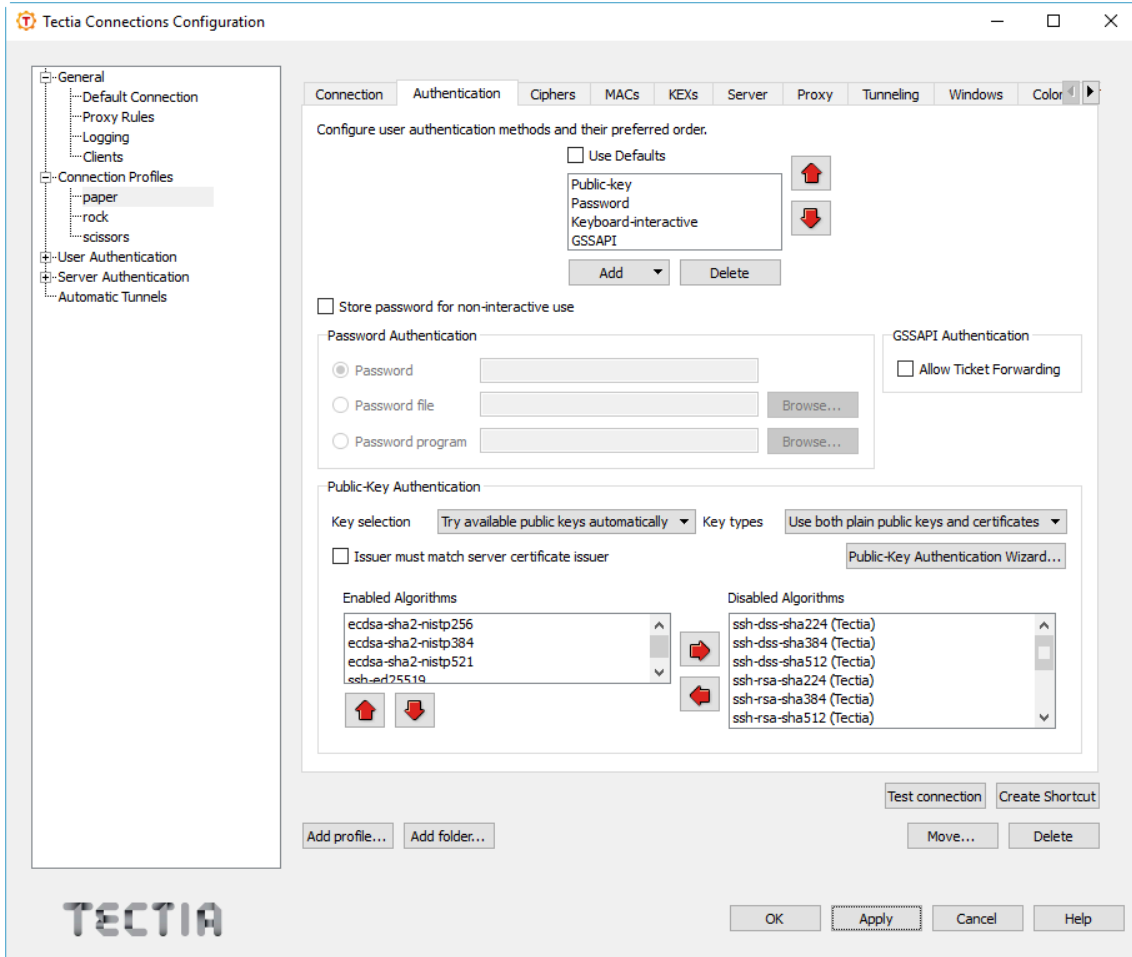 Tectia Connections Configuration
General
Default Connection
Proxy Rules
Logging
Clients
Connection Profiles
paper
rock
scissors
User Authentication
Server Authentication
Automatic Tunnels
Connection Authentication Ciphers MACs KEXs Server Proxy Tunneling Windows Color
Configure user authentication methods and their preferred order.
Use Defaults
Public-key
Password
Keyboard-interactive
GSSAPI
Add Delete
Store password for non-interactive use
Password Authentication
Password
Password file Browse...
Password program Browse...
GSSAPI Authentication
Allow Ticket Forwarding
Public-Key Authentication
Key selection Try available public keys automatically Key types Use both plain public keys and certificates
Issuer must match server certificate issuer Public-Key Authentication Wizard...
Enabled Algorithms
ecdsa-sha2-nistp256
ecdsa-sha2-nistp384
ecdsa-sha2-nistp521
ssh-ed25519
Disabled Algorithms
ssh-dss-sha224 (Tectia)
ssh-dss-sha384 (Tectia)
ssh-dss-sha512 (Tectia)
ssh-rsa-sha224 (Tectia)
ssh-rsa-sha384 (Tectia)
ssh-rsa-sha512 (Tectia)
Test connection Create Shortcut
Add profile... Add folder... Move... Delete
TECTIA
OK Apply Cancel Help